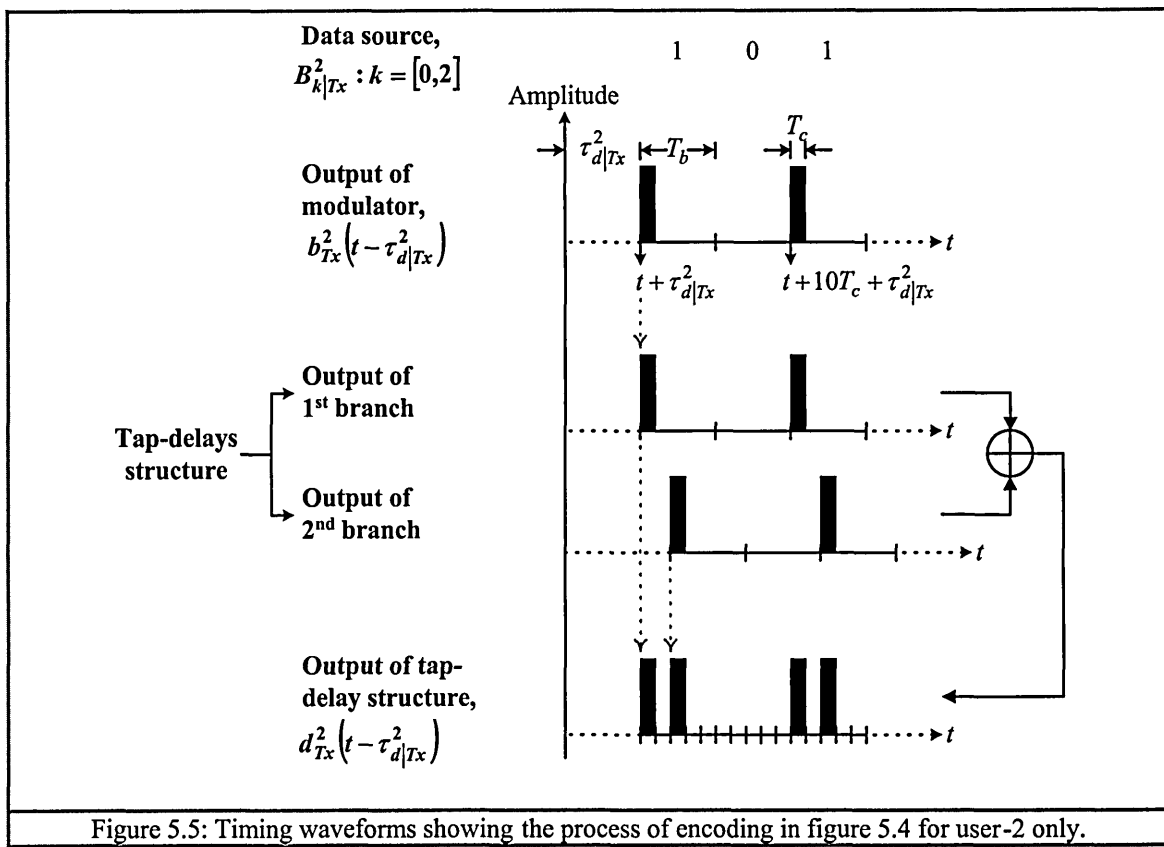 Data source,
1 0 1
B²ₖ|Tx : k = [0,2]
Amplitude
τ²d|Tx
T_b
T_c
Output of
modulator,
b²Tx(t − τ²d|Tx)
t
t + τ²d|Tx
t + 10T_c + τ²d|Tx
Output of
1st branch
t
Tap-delays
structure
Output of
2nd branch
t
Output of tap-
delay structure,
d²Tx(t − τ²d|Tx)
t
Figure 5.5: Timing waveforms showing the process of encoding in figure 5.4 for user-2 only.